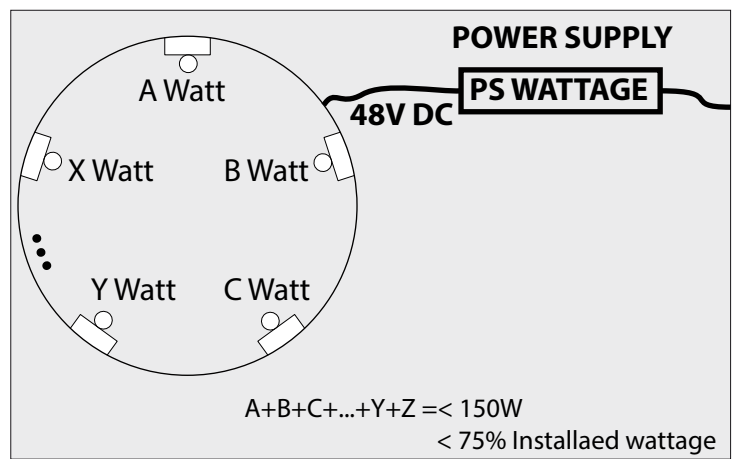 POWER SUPPLY
PS WATTAGE
48V DC
A Watt
X Watt
B Watt
Y Watt
C Watt
A+B+C+...+Y+Z =< 150W
< 75% Installaed wattage